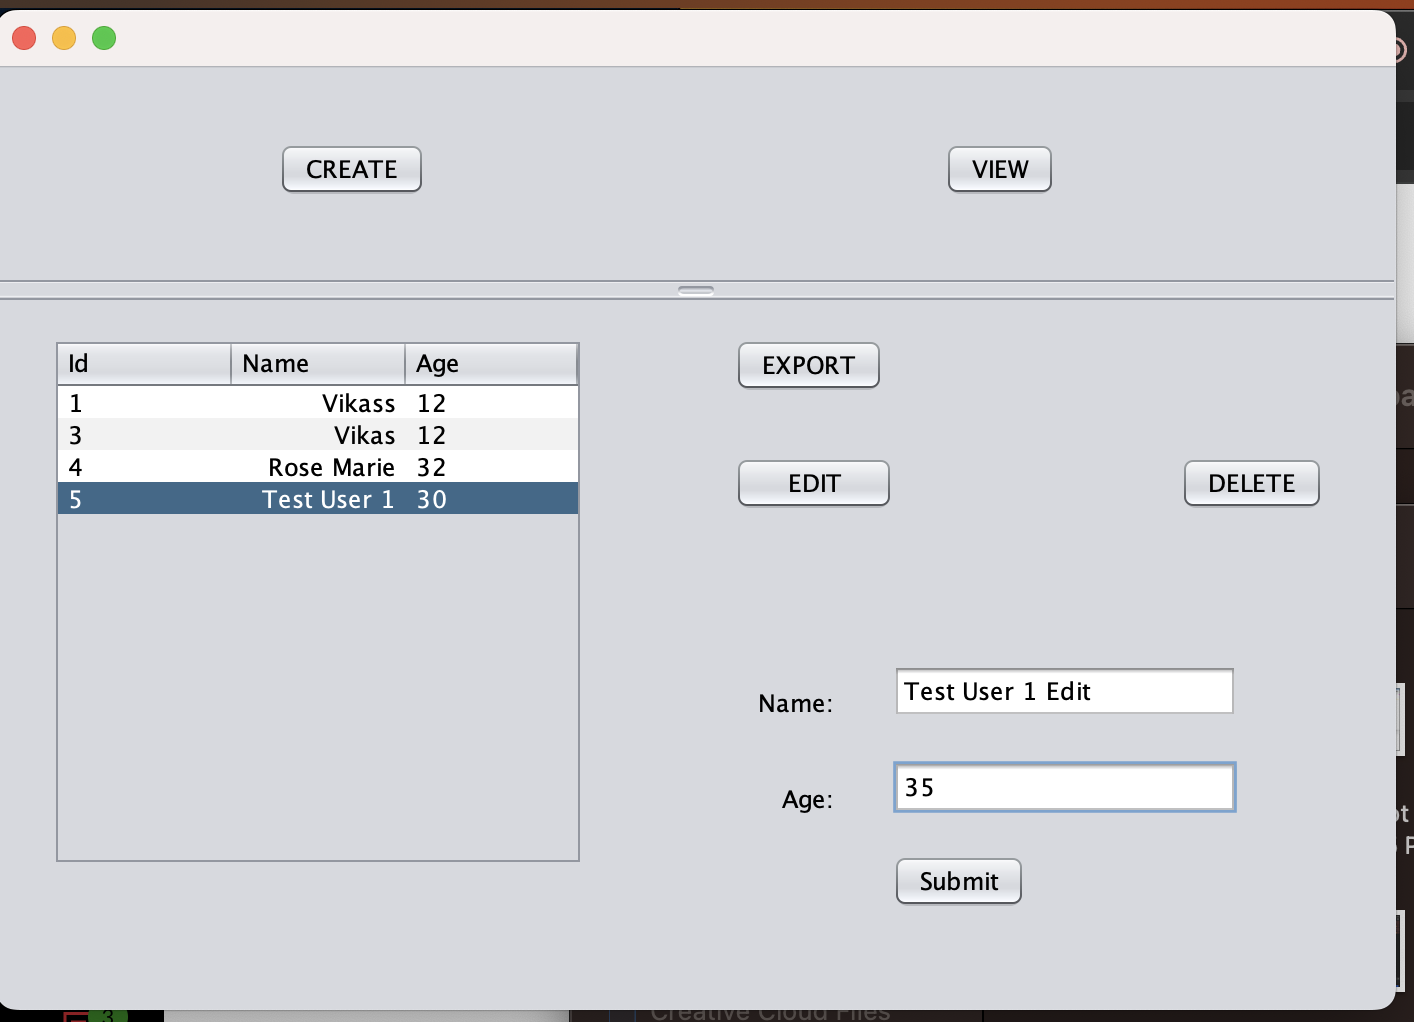 CREATE VIEW
Id Name Age
1 Vikass 12
3 Vikas 12
4 Rose Marie 32
5 Test User 1 30
EXPORT
EDIT DELETE
Name: Test User 1 Edit
Age: 35
Submit
3
Creative Cloud Files